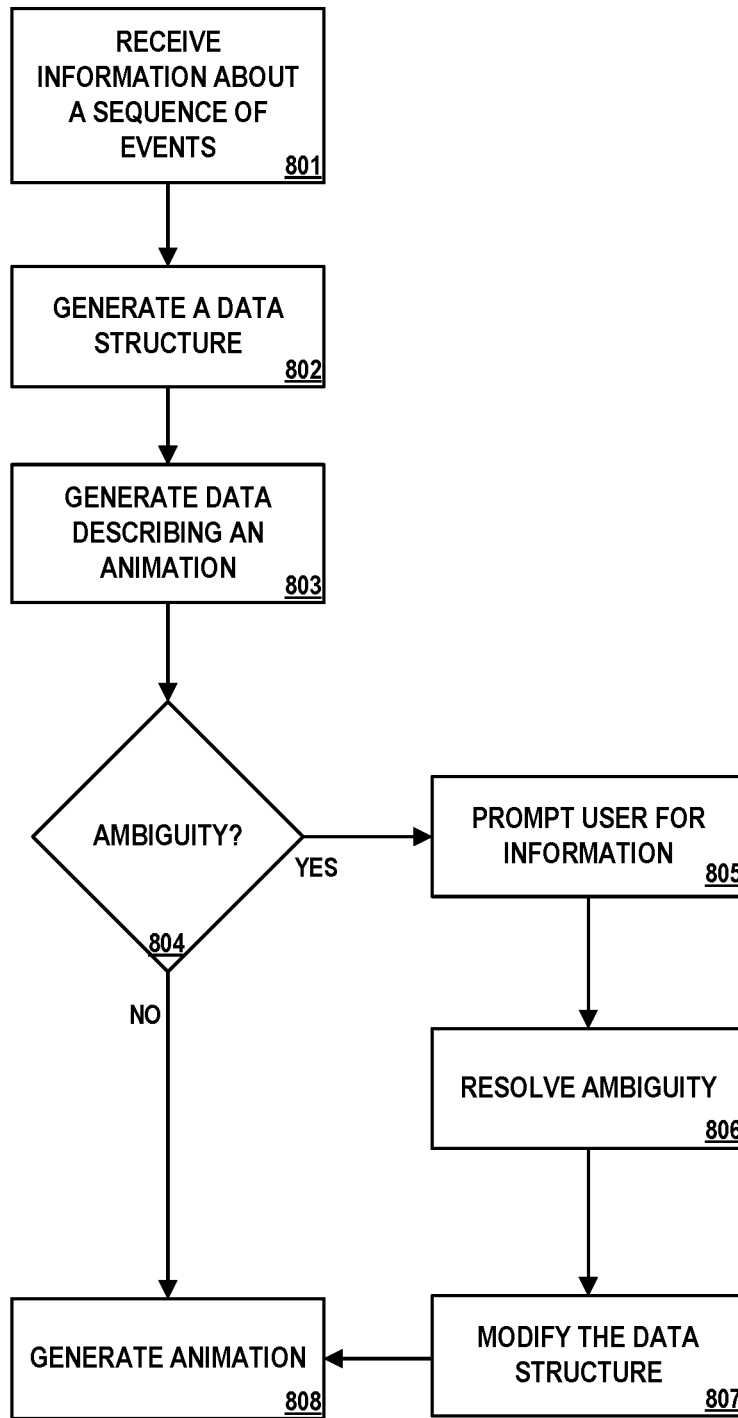 RECEIVE
INFORMATION ABOUT
A SEQUENCE OF
EVENTS
801
GENERATE A DATA
STRUCTURE
802
GENERATE DATA
DESCRIBING AN
ANIMATION
803
AMBIGUITY?
804
YES
NO
PROMPT USER FOR
INFORMATION
805
RESOLVE AMBIGUITY
806
MODIFY THE DATA
STRUCTURE
807
GENERATE ANIMATION
808